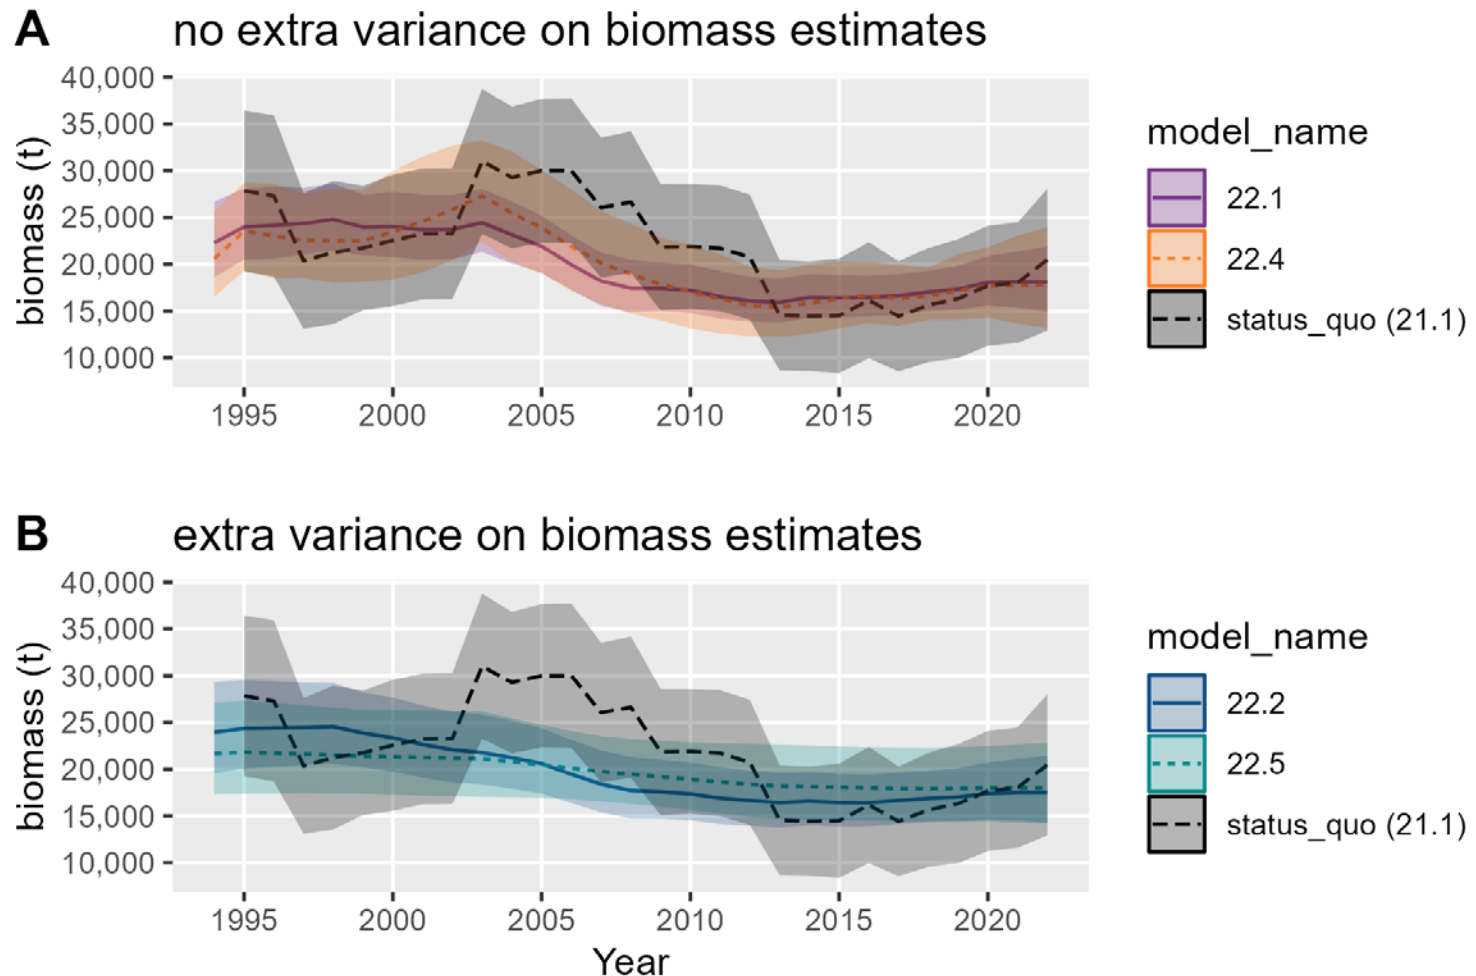 A no extra variance on biomass estimates
biomass (t)
40,000
35,000
30,000
25,000
20,000
15,000
10,000
1995 2000 2005 2010 2015 2020
model_name
22.1
22.4
status_quo (21.1)
B extra variance on biomass estimates
biomass (t)
40,000
35,000
30,000
25,000
20,000
15,000
10,000
1995 2000 2005 2010 2015 2020
Year
model_name
22.2
22.5
status_quo (21.1)